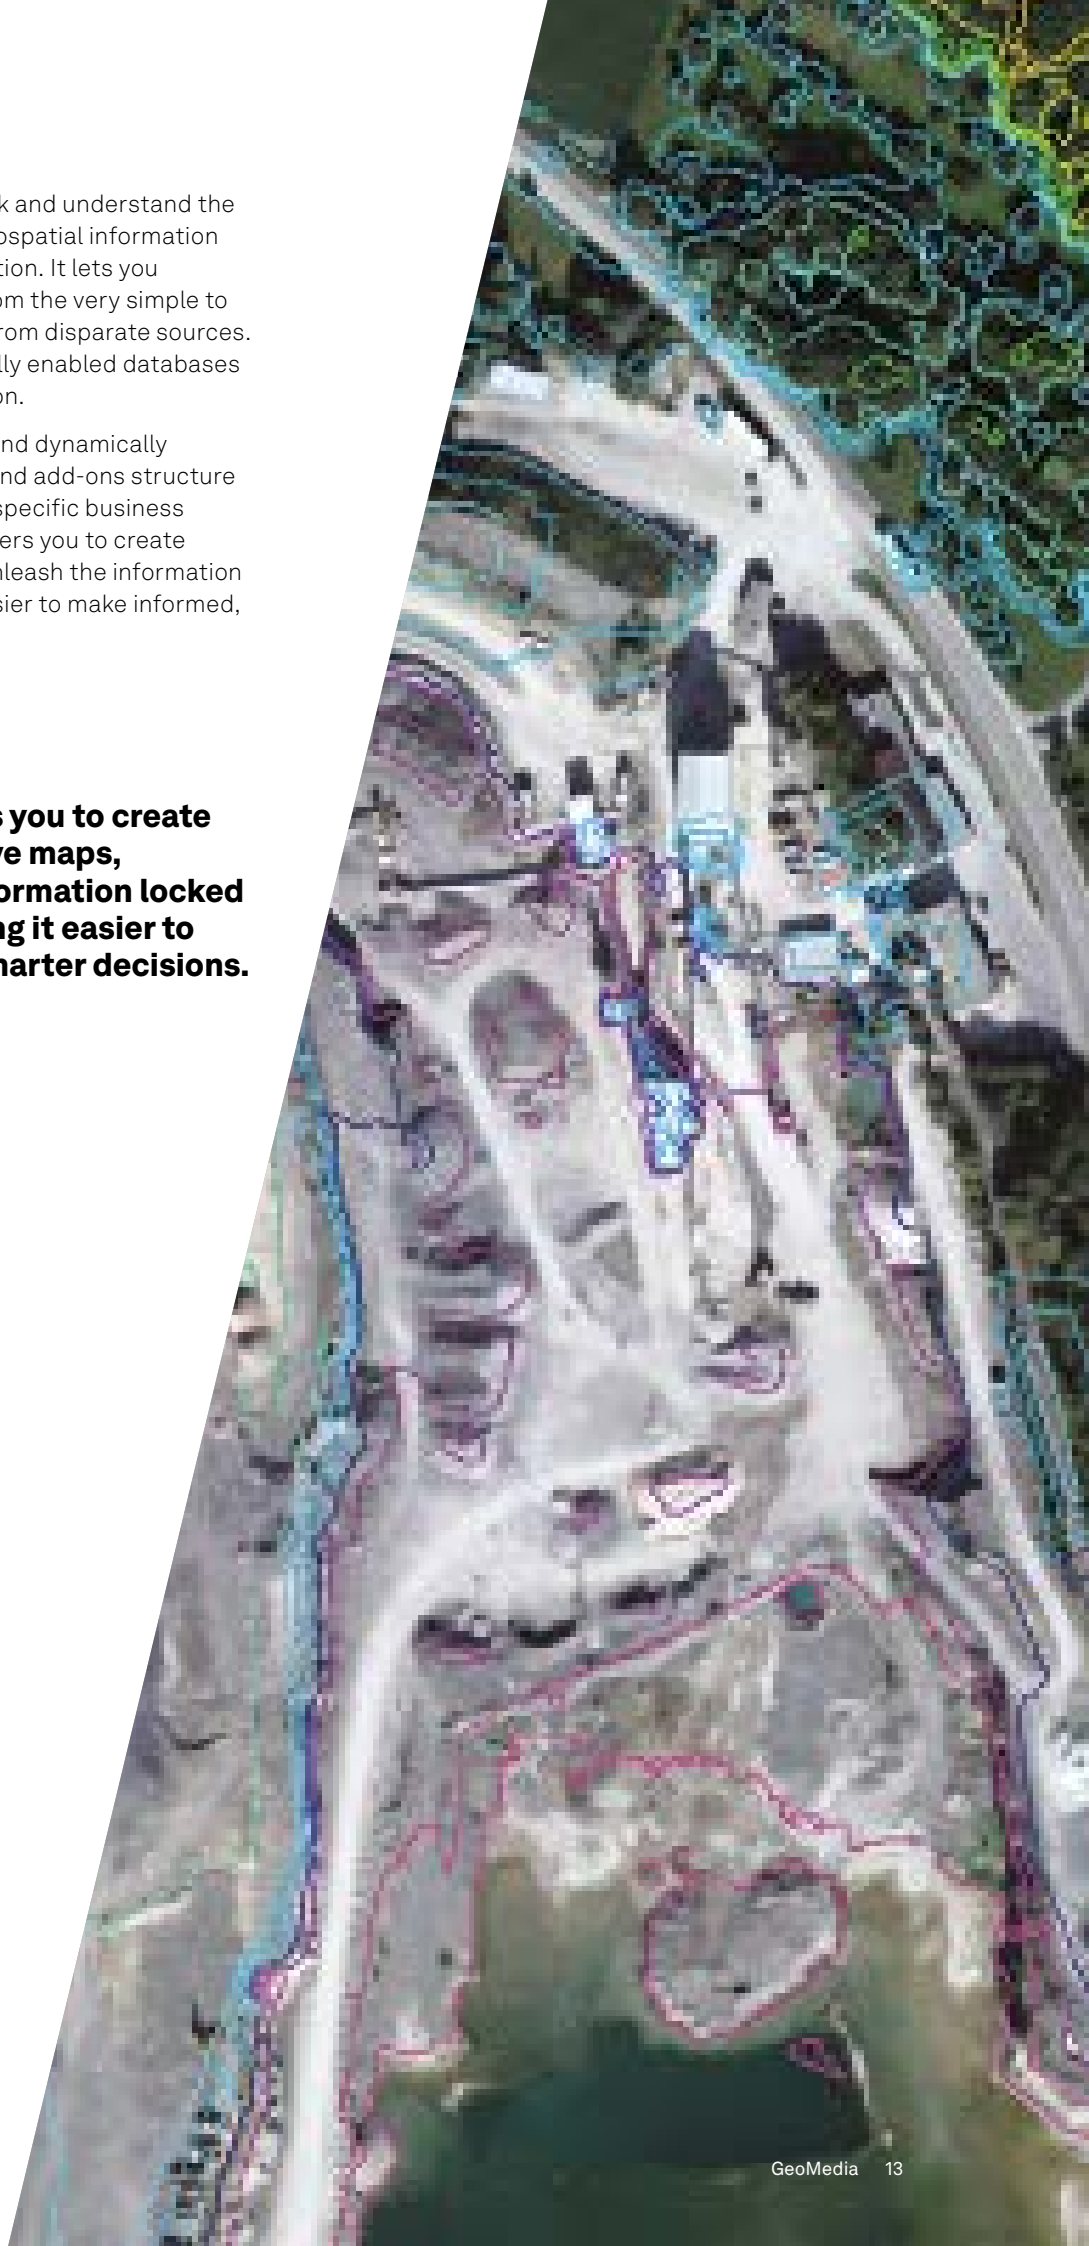 k and understand the
ospatial information
tion. It lets you
om the very simple to
rom disparate sources.
lly enabled databases
on.
nd dynamically
nd add-ons structure
specific business
ers you to create
nleash the information
sier to make informed,
s you to create
ve maps,
ormation locked
ng it easier to
narter decisions.
GeoMedia 13